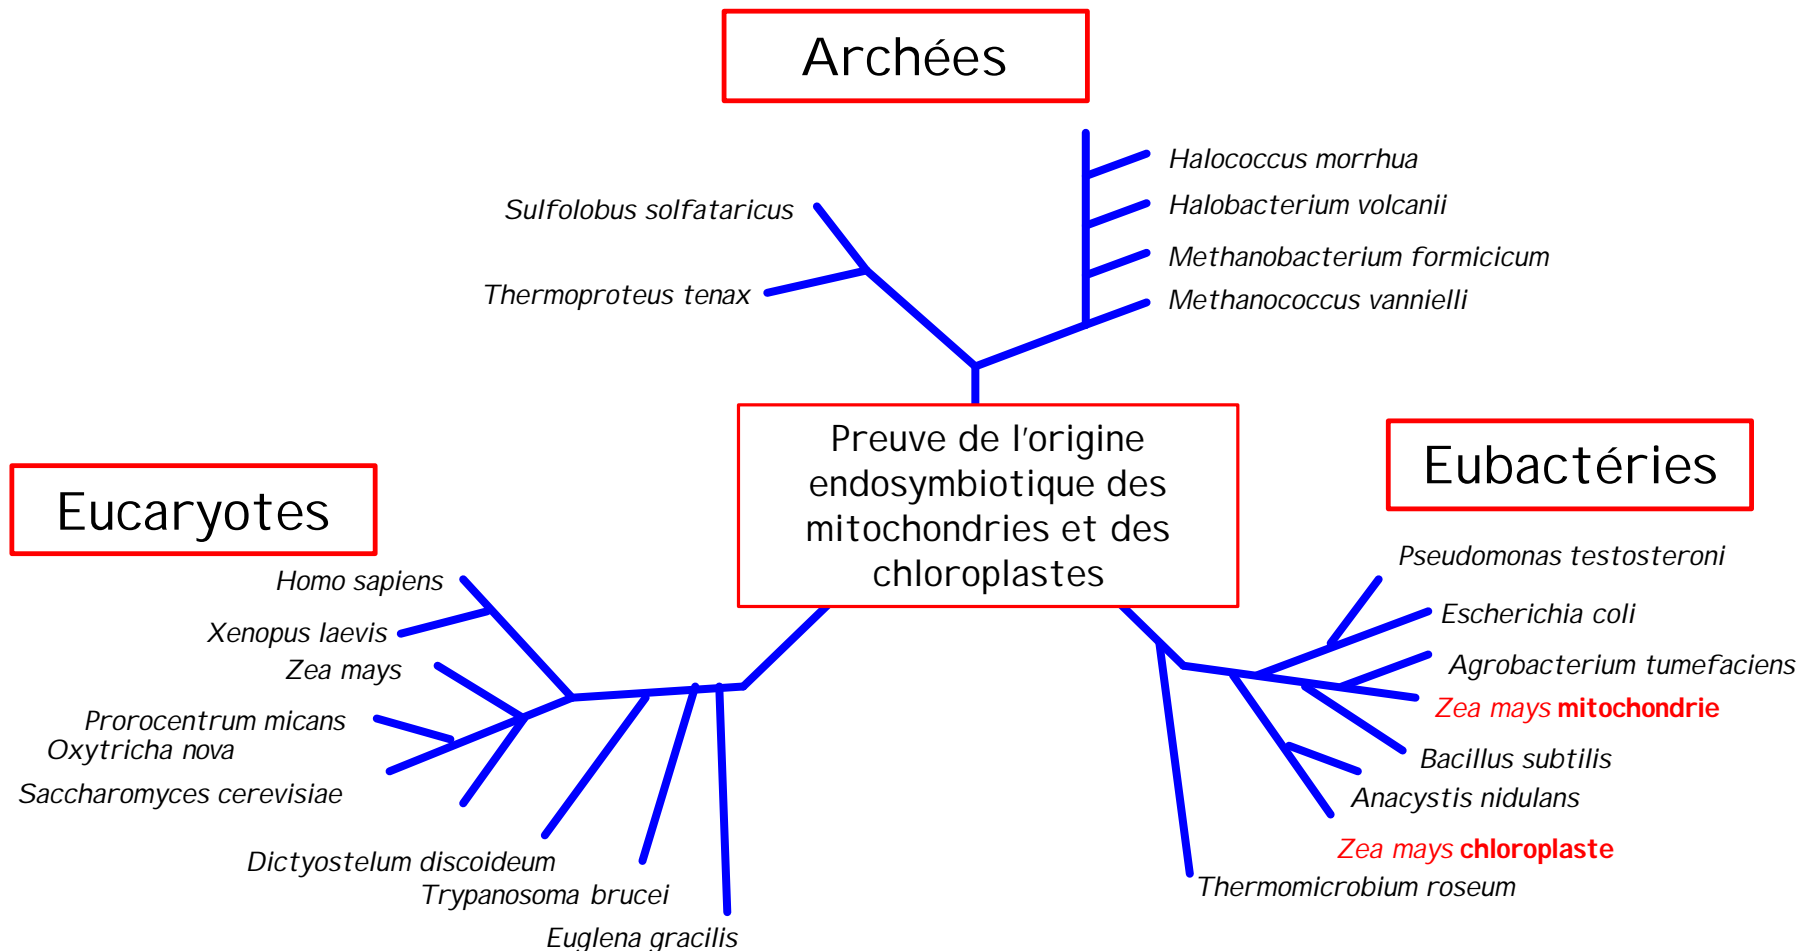 Archées
Halococcus morrhua
Sulfolobus solfataricus
Halobacterium volcanii
Methanobacterium formicicum
Thermoproteus tenax
Methanococcus vannielli
Preuve de l'origine
endosymbiotique des
mitochondries et des
chloroplastes
Eucaryotes
Homo sapiens
Xenopus laevis
Zea mays
Prorocentrum micans
Oxytricha nova
Saccharomyces cerevisiae
Dictyostelum discoideum
Trypanosoma brucei
Euglena gracilis
Eubactéries
Pseudomonas testosteroni
Escherichia coli
Agrobacterium tumefaciens
Zea mays mitochondrie
Bacillus subtilis
Anacystis nidulans
Zea mays chloroplaste
Thermomicrobium roseum